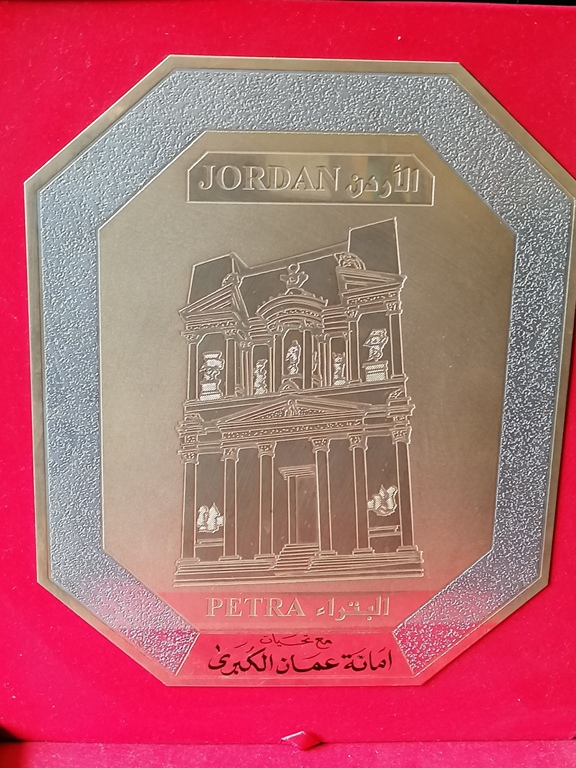 JORDAN الأردن
PETRA البتراء
مع تحيات
امانة عمان الكبرى